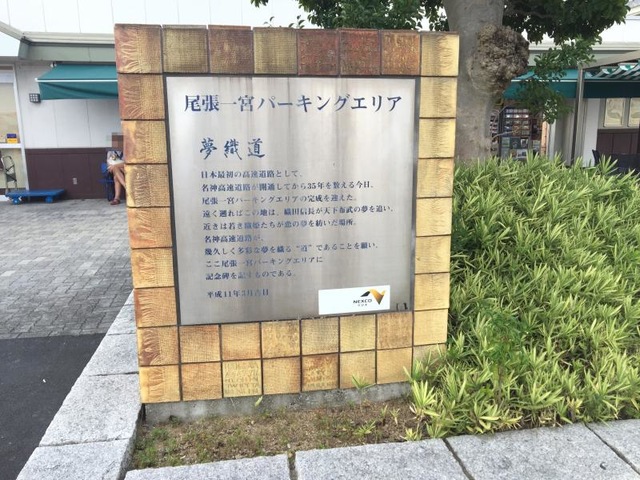 尾張一宮パーキングエリア
夢織道
日本最初の高速道路として、
名神高速道路が開通してから35年を数える今日、
尾張一宮パーキングエリアの完成を迎えた。
遠く遡ればこの地は、織田信長が天下布武の夢を追い、
近きは若き織姫たちが恋の夢を紡いだ場所。
名神高速道路が、
幾久しく多彩な夢を織る“道”であることを願い、
ここ尾張一宮パーキングエリアに
記念碑を記すものである。
平成11年3月吉日
NEXCO